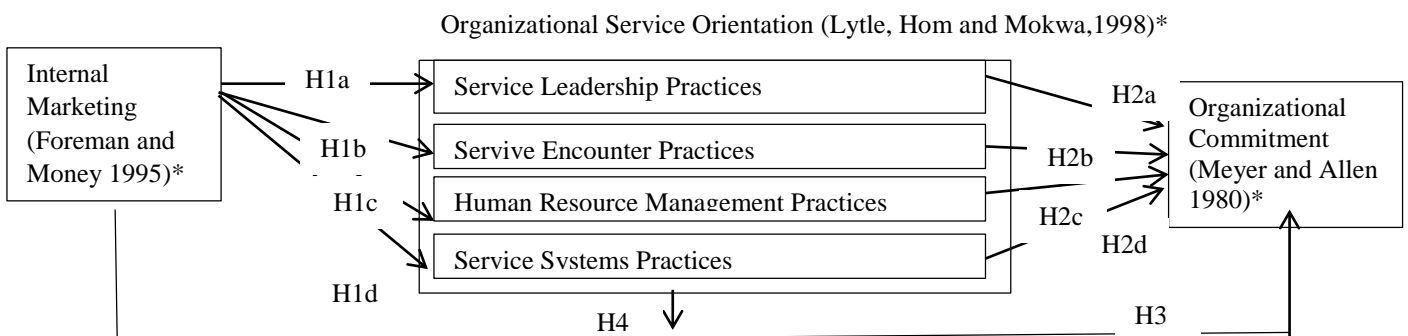 Organizational Service Orientation (Lytle, Hom and Mokwa,1998)*
Internal
Marketing
(Foreman and
Money 1995)*
H1a
H1b
H1c
H1d
Service Leadership Practices
Servive Encounter Practices
Human Resource Management Practices
Service Systems Practices
H2a
H2b
H2c
H2d
Organizational
Commitment
(Meyer and Allen
1980)*
H4
H3